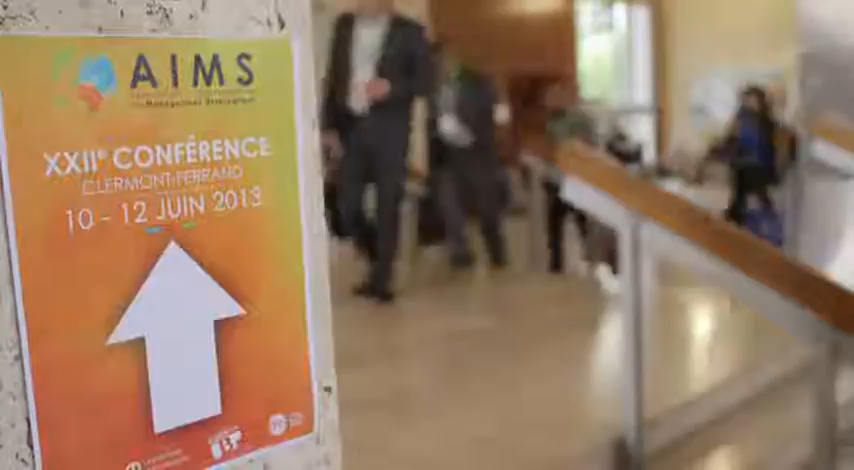 AIMS
XXIIe CONFÉRENCE
CLERMONT-FERRAND
10 - 12 JUIN 2013